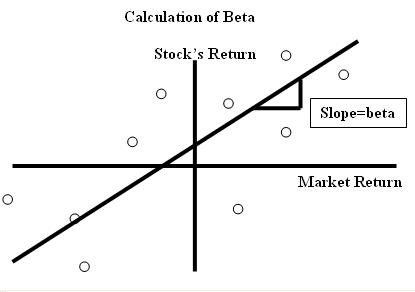 Calculation of Beta
Stock's Return
Slope=beta
Market Return